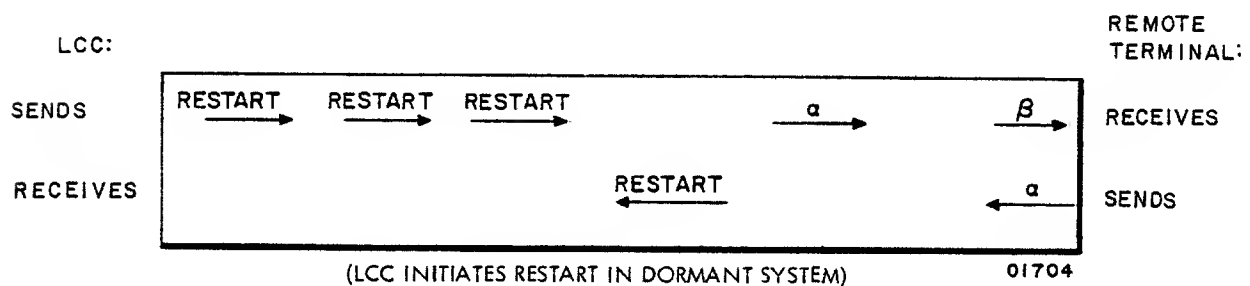 LCC:
REMOTE
TERMINAL:
SENDS RESTART RESTART RESTART α β RECEIVES
RECEIVES RESTART α SENDS
(LCC INITIATES RESTART IN DORMANT SYSTEM) 01704